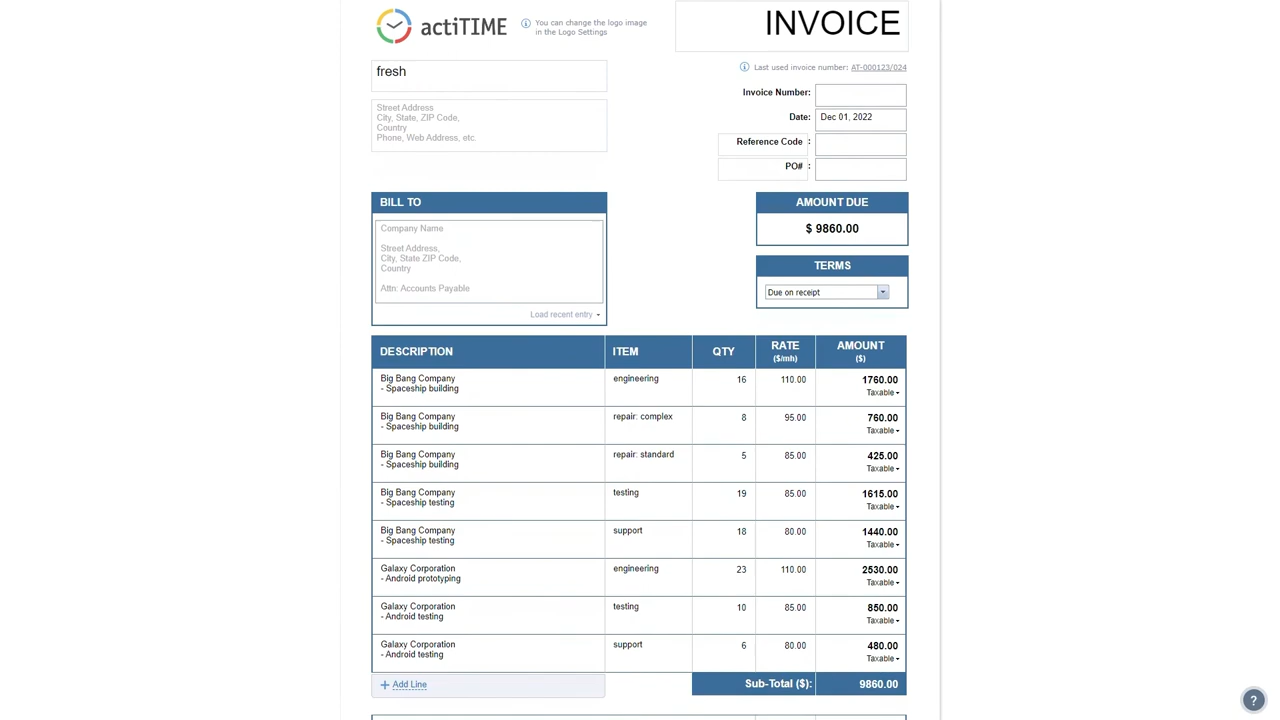 actiTIME
You can change the logo image
in the Logo Settings
INVOICE
fresh
Last used invoice number: AT-000123/024
Street Address
City, State, ZIP Code,
Country
Phone, Web Address, etc.
Invoice Number:
Date: Dec 01, 2022
Reference Code :
PO# :
BILL TO
Company Name
Street Address,
City, State ZIP Code,
Country
Attn: Accounts Payable
Load recent entry
AMOUNT DUE
$ 9860.00
TERMS
Due on receipt
DESCRIPTION ITEM QTY RATE AMOUNT
($/mh) ($)
Big Bang Company engineering 16 110.00 1760.00
- Spaceship building Taxable
Big Bang Company repair: complex 8 95.00 760.00
- Spaceship building Taxable
Big Bang Company repair: standard 5 85.00 425.00
- Spaceship building Taxable
Big Bang Company testing 19 85.00 1615.00
- Spaceship testing Taxable
Big Bang Company support 18 80.00 1440.00
- Spaceship testing Taxable
Galaxy Corporation engineering 23 110.00 2530.00
- Android prototyping Taxable
Galaxy Corporation testing 10 85.00 850.00
- Android testing Taxable
Galaxy Corporation support 6 80.00 480.00
- Android testing Taxable
+ Add Line Sub-Total ($): 9860.00
?